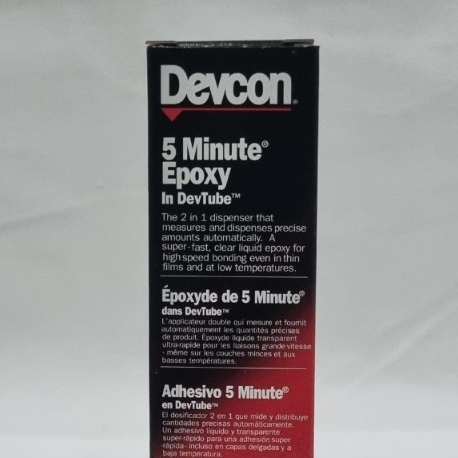 Devcon®
5 Minute®
Epoxy
In DevTube™
The 2 in 1 dispenser that
measures and dispenses precise
amounts automatically. A
super-fast, clear liquid epoxy for
high speed bonding even in thin
films and at low temperatures.
Époxyde de 5 Minute®
dans DevTube™
L'applicateur double qui mesure et fournit
automatiquement les quantités précises
de produit. Époxyde liquide transparent
ultra-rapide pour les liaisons grande vitesse
- même sur les couches minces et aux
basses températures.
Adhesivo 5 Minute®
en DevTube™
El dosificador 2 en 1 que mide y distribuye
cantidades precisas automáticamente.
Un adhesivo líquido y transparente
super-rápido para una adhesión super
-rápida- incluso en capas delgadas y a
baja temperatura.